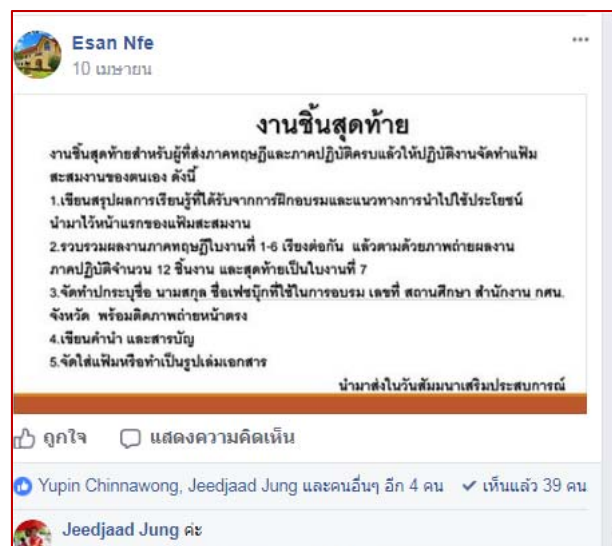 Esan Nfe
10 เมษายน
งานชิ้นสุดท้าย
งานชิ้นสุดท้ายสำหรับผู้ที่ส่งภาคทฤษฎีและภาคปฏิบัติครบแล้วให้ปฏิบัติงานจัดทำแฟ้ม
สะสมงานของตนเอง ดังนี้
1.เขียนสรุปผลการเรียนรู้ที่ได้รับจากการฝึกอบรมและแนวทางการนำไปใช้ประโยชน์
นำมาไว้หน้าแรกของแฟ้มสะสมงาน
2.รวบรวมผลงานภาคทฤษฎีใบงานที่ 1-6 เรียงต่อกัน แล้วตามด้วยภาพถ่ายผลงาน
ภาคปฏิบัติจำนวน 12 ชิ้นงาน และสุดท้ายเป็นใบงานที่ 7
3.จัดทำปกระบุชื่อ นามสกุล ชื่อเฟซบุ๊กที่ใช้ในการอบรม เลขที่ สถานศึกษา สำนักงาน กศน.
จังหวัด พร้อมติดภาพถ่ายหน้าตรง
4.เขียนคำนำ และสารบัญ
5.จัดใส่แฟ้มหรือทำเป็นรูปเล่มเอกสาร
นำมาส่งในวันสัมมนาเสริมประสบการณ์
ถูกใจ แสดงความคิดเห็น
Yupin Chinnawong, Jeedjaad Jung และคนอื่นๆ อีก 4 คน เห็นแล้ว 39 คน
Jeedjaad Jung ค่ะ